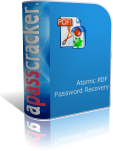 apasscracker.
PDF
Atomic PDF
Password Recovery